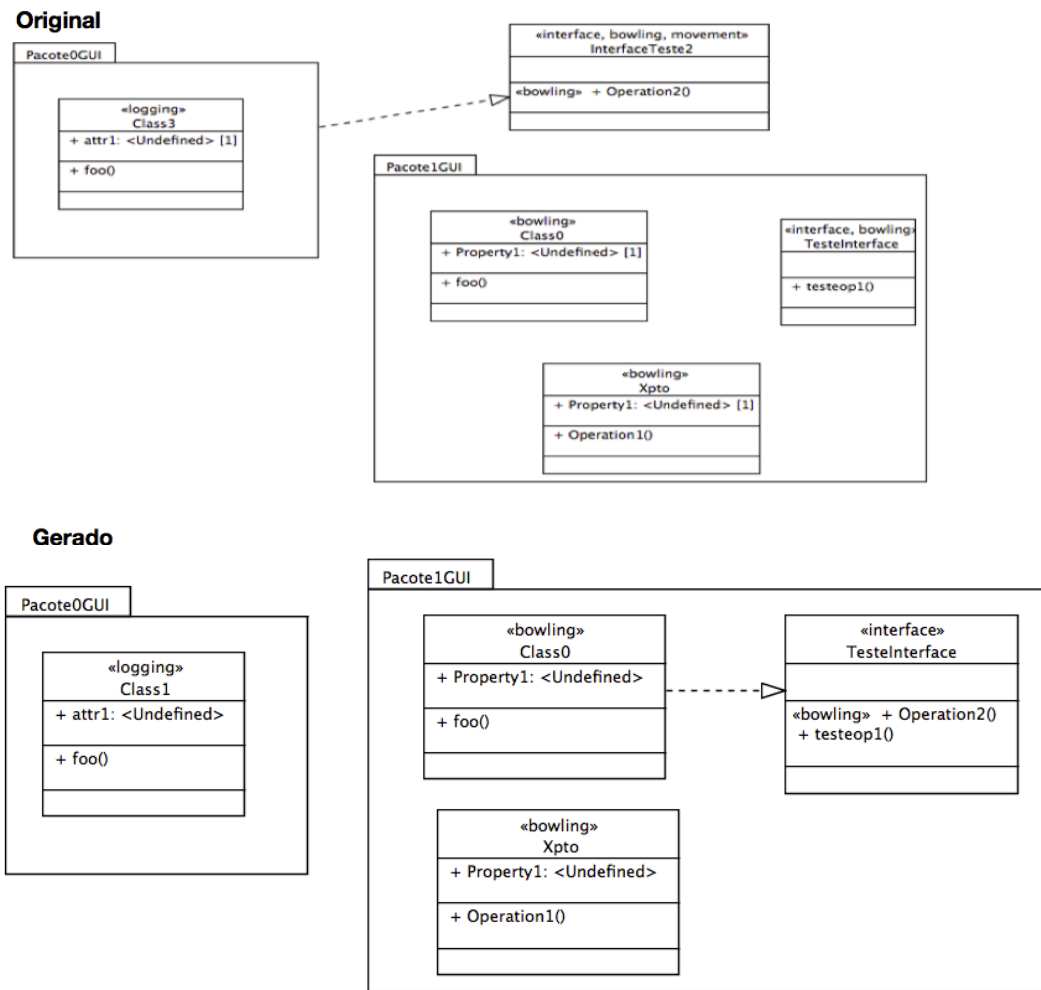 Original
Pacote0GUI
«logging»
Class3
+ attr1: <Undefined> [1]
+ foo()
«interface, bowling, movement»
InterfaceTeste2
«bowling» + Operation2()
Pacote1GUI
«bowling»
Class0
+ Property1: <Undefined> [1]
+ foo()
«interface, bowling»
TesteInterface
+ testeop1()
«bowling»
Xpto
+ Property1: <Undefined> [1]
+ Operation1()
Gerado
Pacote0GUI
«logging»
Class1
+ attr1: <Undefined>
+ foo()
Pacote1GUI
«bowling»
Class0
+ Property1: <Undefined>
+ foo()
«interface»
TesteInterface
«bowling» + Operation2()
+ testeop1()
«bowling»
Xpto
+ Property1: <Undefined>
+ Operation1()